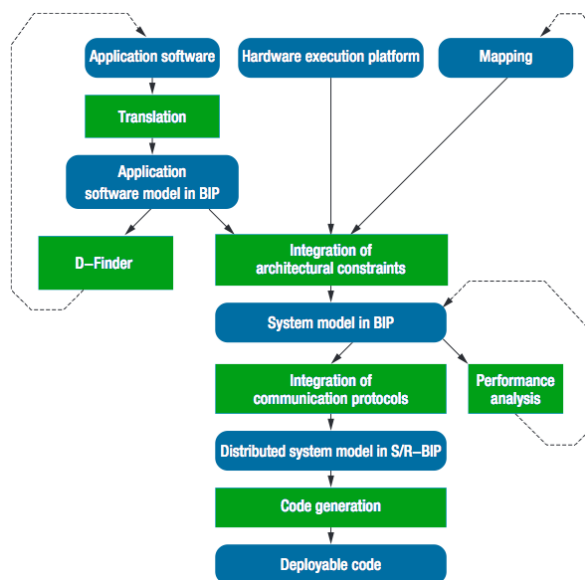 Application software
Hardware execution platform
Mapping
Translation
Application
software model in BIP
D–Finder
Integration of
architectural constraints
System model in BIP
Integration of
communication protocols
Performance
analysis
Distributed system model in S/R–BIP
Code generation
Deployable code